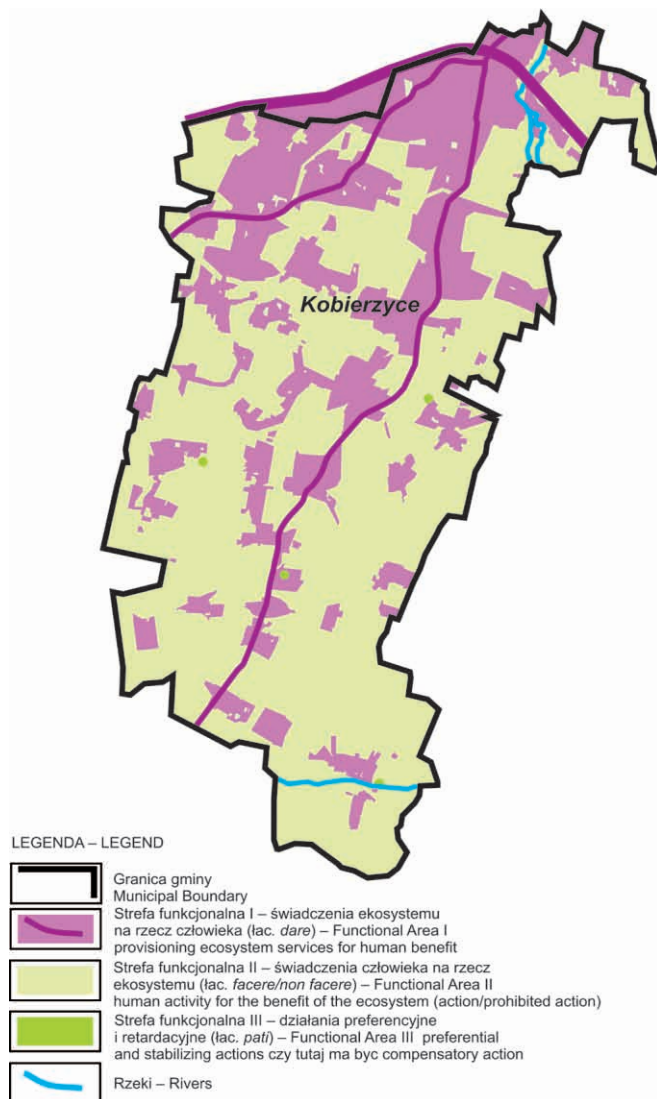 Kobierzyce
LEGENDA – LEGEND
Granica gminy
Municipal Boundary
Strefa funkcjonalna I – świadczenia ekosystemu
na rzecz człowieka (łac. dare) – Functional Area I
provisioning ecosystem services for human benefit
Strefa funkcjonalna II – świadczenia człowieka na rzecz
ekosystemu (łac. facere/non facere) – Functional Area II
human activity for the benefit of the ecosystem (action/prohibited action)
Strefa funkcjonalna III – działania preferencyjne
i retardacyjne (łac. pati) – Functional Area III preferential
and stabilizing actions czy tutaj ma byc compensatory action
Rzeki – Rivers